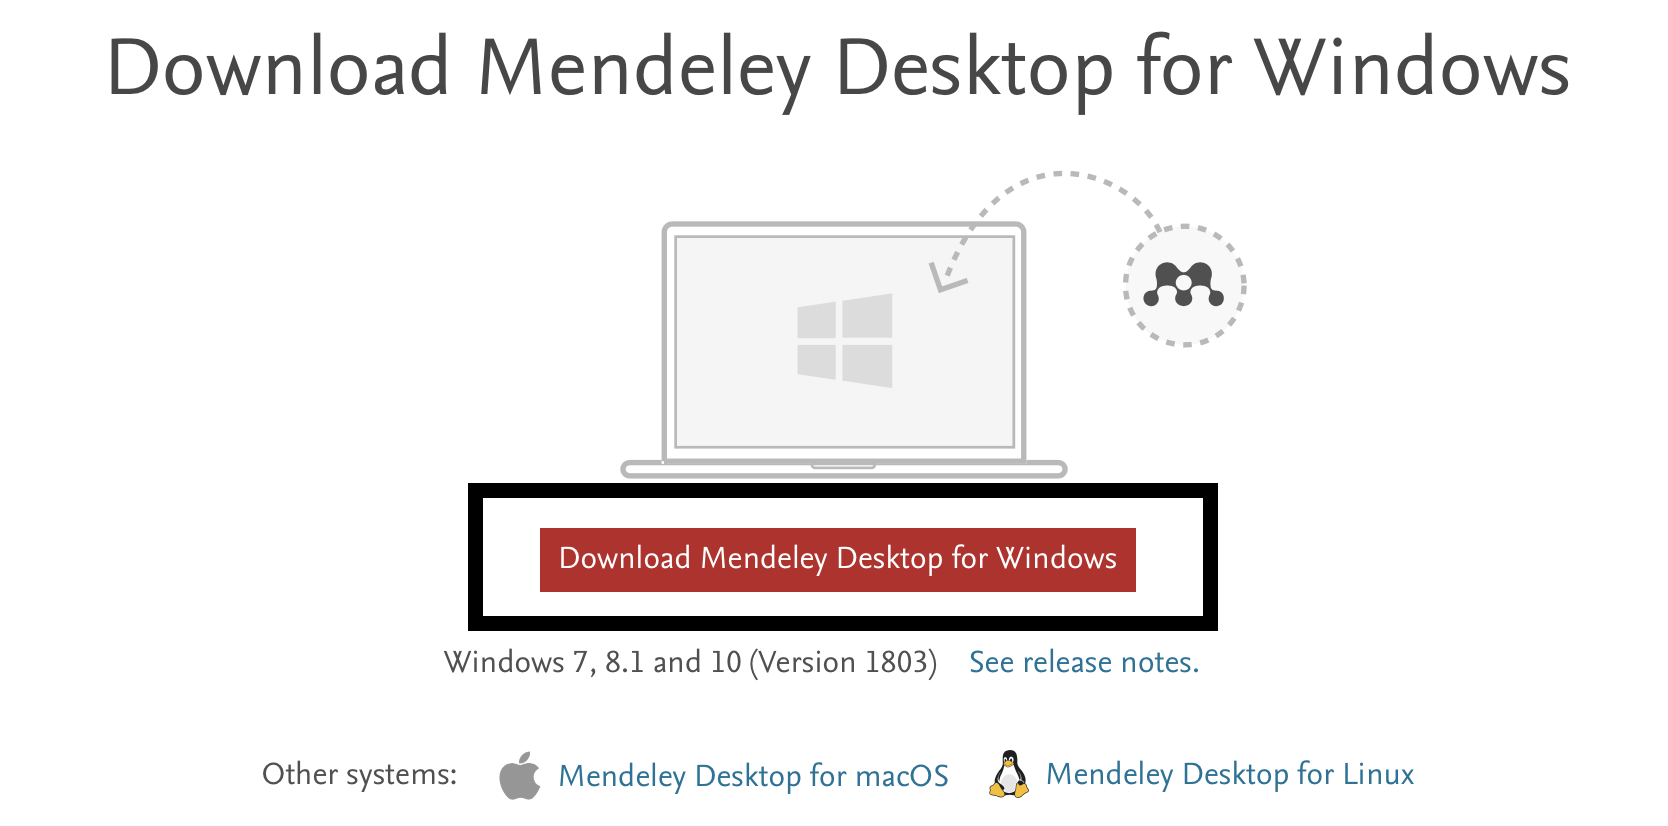 Download Mendeley Desktop for Windows
Download Mendeley Desktop for Windows
Windows 7, 8.1 and 10 (Version 1803) See release notes.
Other systems: Mendeley Desktop for macOS Mendeley Desktop for Linux